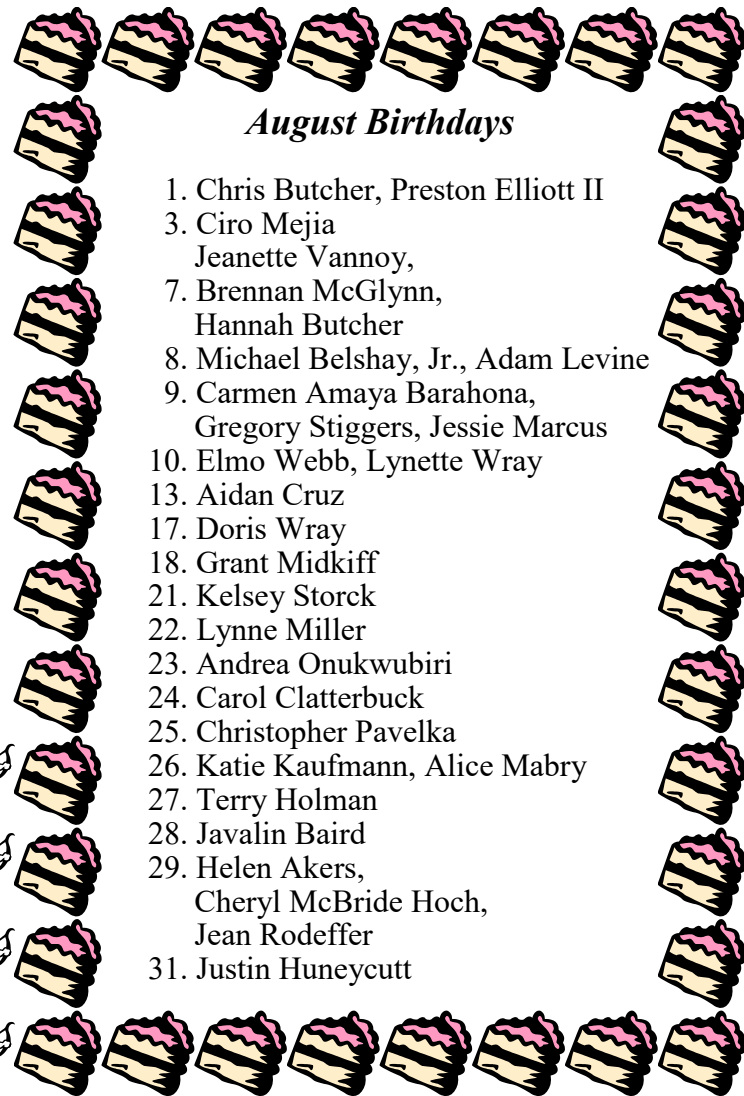 August Birthdays
1. Chris Butcher, Preston Elliott II
3. Ciro Mejia
Jeanette Vannoy,
7. Brennan McGlynn,
Hannah Butcher
8. Michael Belshay, Jr., Adam Levine
9. Carmen Amaya Barahona,
Gregory Stiggers, Jessie Marcus
10. Elmo Webb, Lynette Wray
13. Aidan Cruz
17. Doris Wray
18. Grant Midkiff
21. Kelsey Storck
22. Lynne Miller
23. Andrea Onukwubiri
24. Carol Clatterbuck
25. Christopher Pavelka
26. Katie Kaufmann, Alice Mabry
27. Terry Holman
28. Javalin Baird
29. Helen Akers,
Cheryl McBride Hoch,
Jean Rodeffer
31. Justin Huneycutt